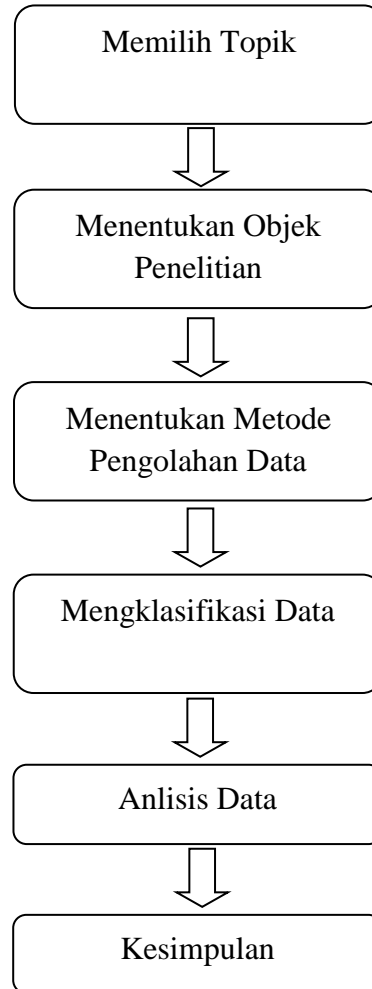 Memilih Topik
Menentukan Objek
Penelitian
Menentukan Metode
Pengolahan Data
Mengklasifikasi Data
Anlisis Data
Kesimpulan